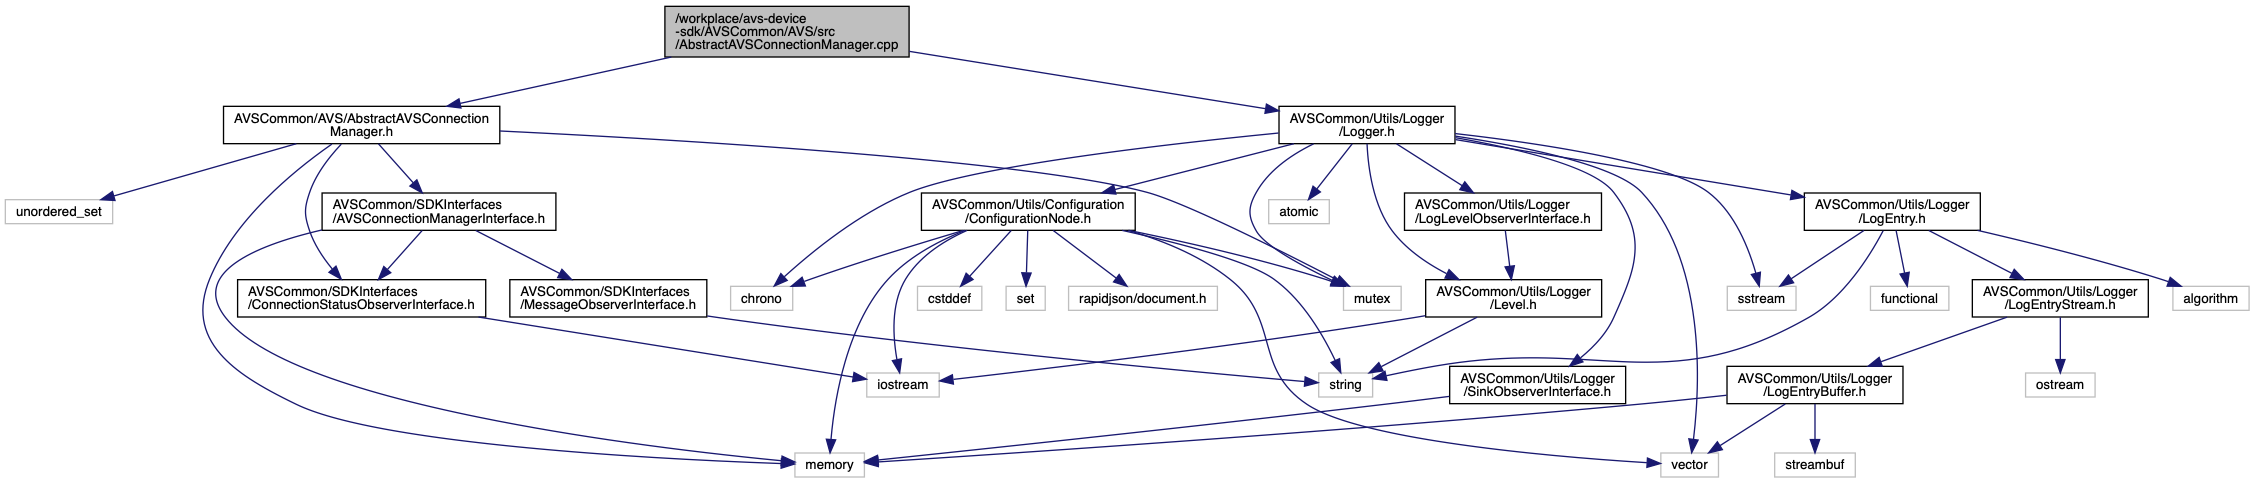 /workplace/avs-device
-sdk/AVSCommon/AVS/src
/AbstractAVSConnectionManager.cpp
AVSCommon/AVS/AbstractAVSConnection
Manager.h
AVSCommon/Utils/Logger
/Logger.h
unordered_set
AVSCommon/SDKInterfaces
/AVSConnectionManagerInterface.h
AVSCommon/Utils/Configuration
/ConfigurationNode.h
atomic
AVSCommon/Utils/Logger
/LogLevelObserverInterface.h
AVSCommon/Utils/Logger
/LogEntry.h
AVSCommon/SDKInterfaces
/ConnectionStatusObserverInterface.h
AVSCommon/SDKInterfaces
/MessageObserverInterface.h
chrono
cstddef
set
rapidjson/document.h
mutex
AVSCommon/Utils/Logger
/Level.h
sstream
functional
AVSCommon/Utils/Logger
/LogEntryStream.h
algorithm
iostream
string
AVSCommon/Utils/Logger
/SinkObserverInterface.h
AVSCommon/Utils/Logger
/LogEntryBuffer.h
ostream
memory
vector
streambuf